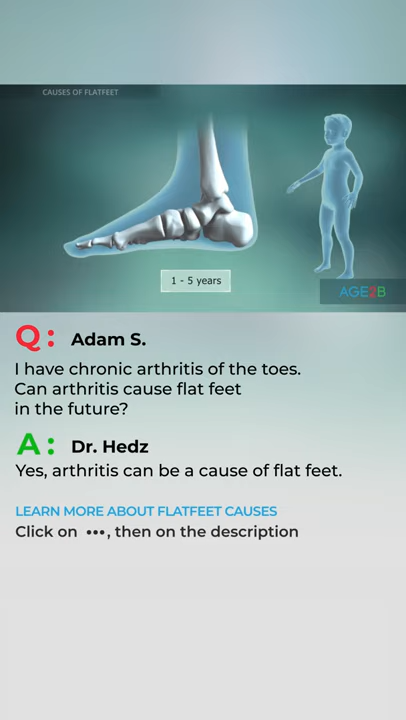 CAUSES OF FLATFEET
1 - 5 years
AGE2B
Q: Adam S.
I have chronic arthritis of the toes.
Can arthritis cause flat feet
in the future?
A: Dr. Hedz
Yes, arthritis can be a cause of flat feet.
LEARN MORE ABOUT FLATFEET CAUSES
Click on •••, then on the description